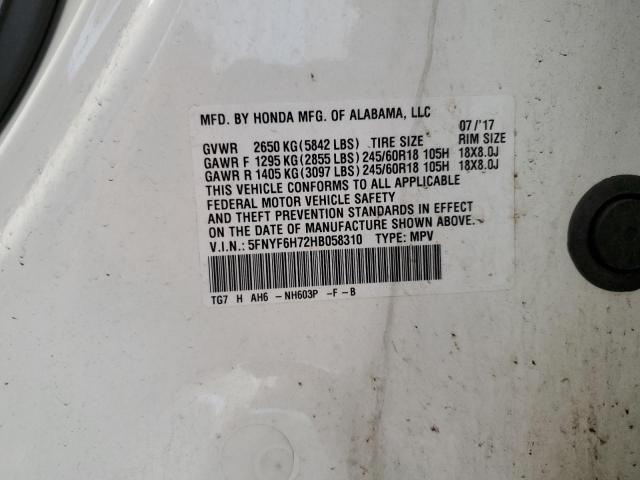 MFD. BY HONDA MFG. OF ALABAMA, LLC
07/'17
GVWR 2650 KG (5842 LBS) TIRE SIZE RIM SIZE
GAWR F 1295 KG (2855 LBS) 245/60R18 105H 18X8.0J
GAWR R 1405 KG (3097 LBS) 245/60R18 105H 18X8.0J
THIS VEHICLE CONFORMS TO ALL APPLICABLE
FEDERAL MOTOR VEHICLE SAFETY
AND THEFT PREVENTION STANDARDS IN EFFECT
ON THE DATE OF MANUFACTURE SHOWN ABOVE.
V.I.N.: 5FNYF6H72HB058310 TYPE: MPV
TG7 H AH6 -NH603P -F -B